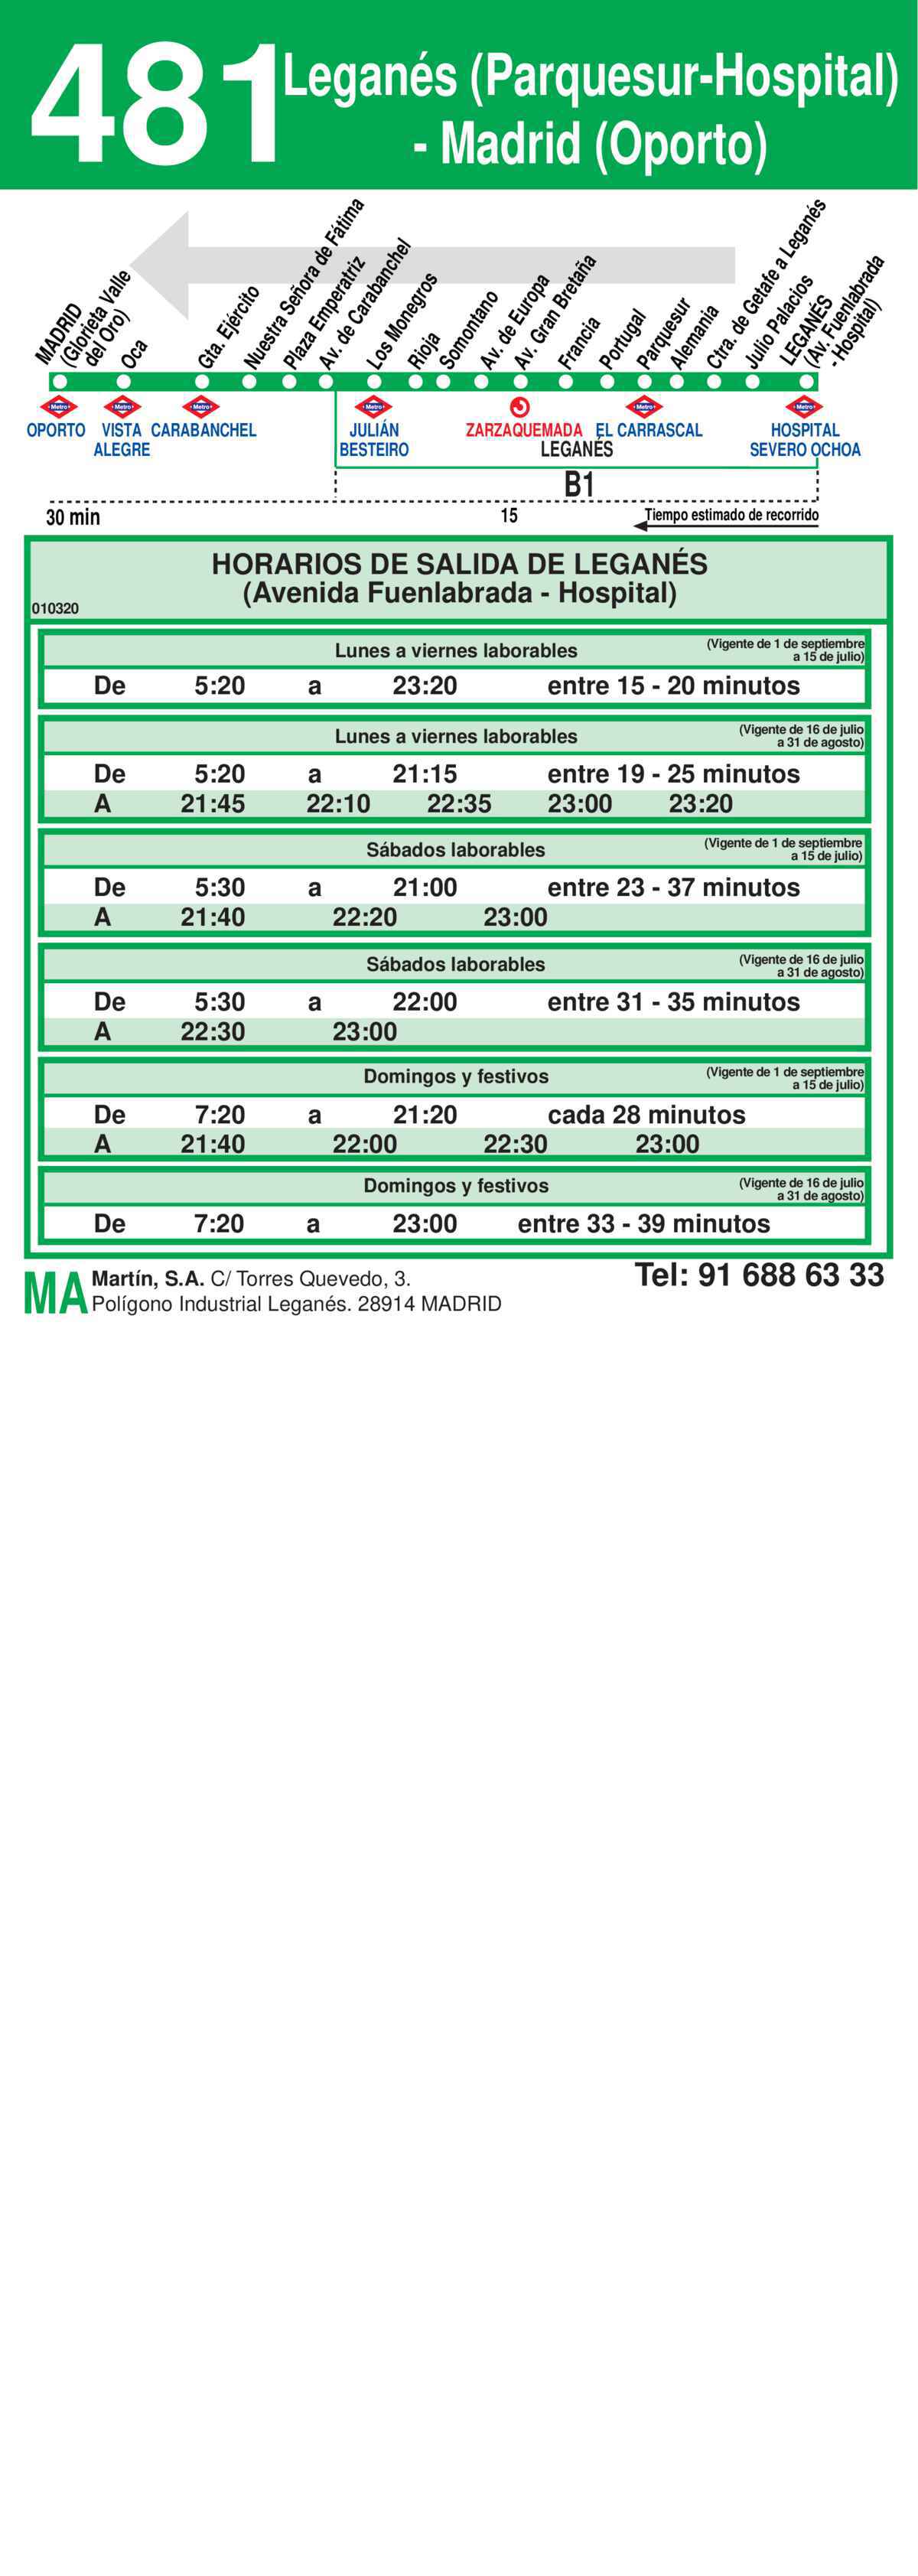 481
Leganés (Parquesur-Hospital)
- Madrid (Oporto)
MADRID
(Glorieta Valle
del Oro)
Oca
Gta. Ejército
Nuestra Señora de Fátima
Plaza Emperatriz
Av. de Carabanchel
Los Monegros
Rioja
Somontano
Av. de Europa
Av. Gran Bretaña
Francia
Portugal
Parquesur
Alemania
Ctra. de Getafe a Leganés
Julio Palacios
LEGANÉS
(Av. Fuenlabrada
- Hospital)
Metro Metro Metro Metro Metro Metro
OPORTO VISTA CARABANCHEL JULIÁN ZARZAQUEMADA EL CARRASCAL HOSPITAL
ALEGRE BESTEIRO LEGANÉS SEVERO OCHOA
B1
30 min 15 Tiempo estimado de recorrido
HORARIOS DE SALIDA DE LEGANÉS
(Avenida Fuenlabrada - Hospital)
010320
Lunes a viernes laborables (Vigente de 1 de septiembre
a 15 de julio)
De 5:20 a 23:20 entre 15 - 20 minutos
Lunes a viernes laborables (Vigente de 16 de julio
a 31 de agosto)
De 5:20 a 21:15 entre 19 - 25 minutos
A 21:45 22:10 22:35 23:00 23:20
Sábados laborables (Vigente de 1 de septiembre
a 15 de julio)
De 5:30 a 21:00 entre 23 - 37 minutos
A 21:40 22:20 23:00
Sábados laborables (Vigente de 16 de julio
a 31 de agosto)
De 5:30 a 22:00 entre 31 - 35 minutos
A 22:30 23:00
Domingos y festivos (Vigente de 1 de septiembre
a 15 de julio)
De 7:20 a 21:20 cada 28 minutos
A 21:40 22:00 22:30 23:00
Domingos y festivos (Vigente de 16 de julio
a 31 de agosto)
De 7:20 a 23:00 entre 33 - 39 minutos
MA Martín, S.A. C/ Torres Quevedo, 3. Tel: 91 688 63 33
Polígono Industrial Leganés. 28914 MADRID